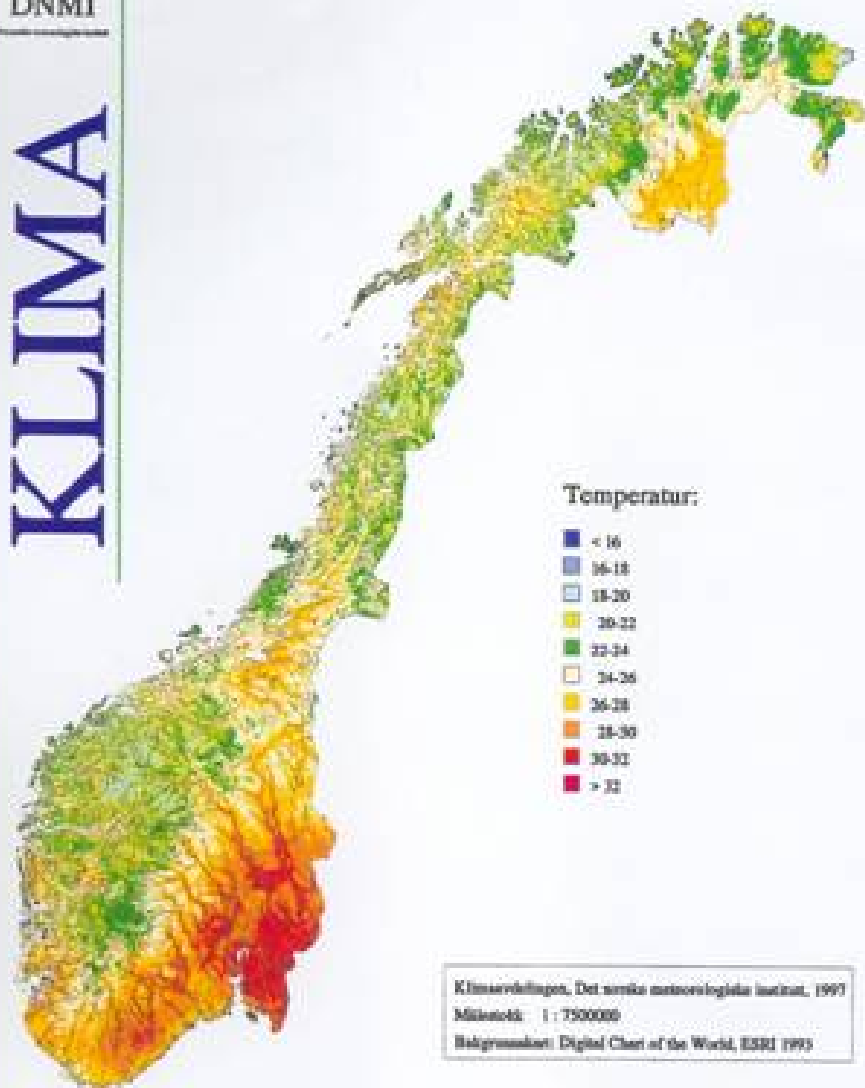 DNMI
KLIMA
Temperatur:
< 16
16-18
18-20
20-22
22-24
24-26
26-28
28-30
30-32
> 32
Klimaavdelingen, Det norske meteorologiske institutt, 1997
Målestokk: 1 : 7500000
Bakgrunnskart: Digital Chart of the World, ESRI 1993